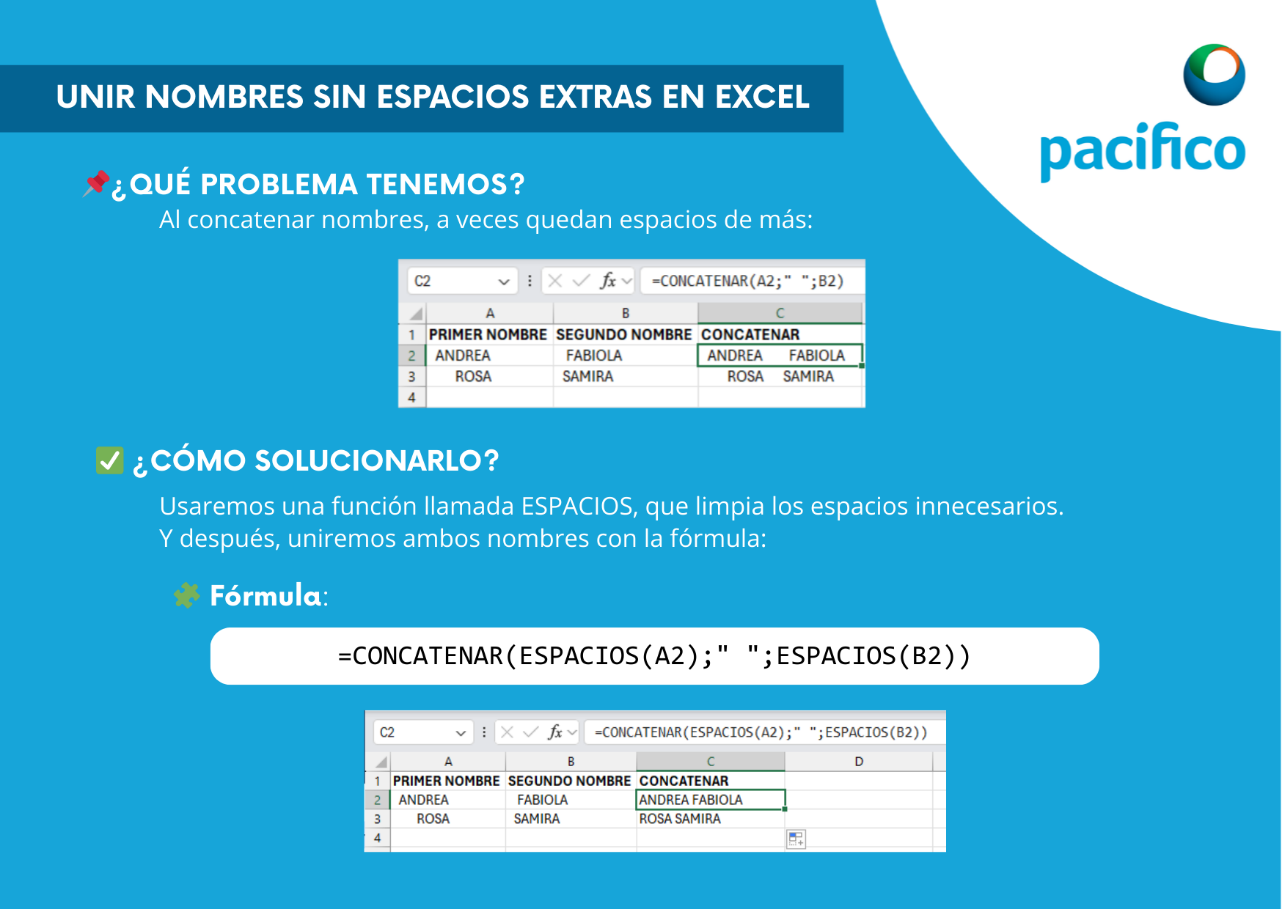 UNIR NOMBRES SIN ESPACIOS EXTRAS EN EXCEL
pacífico
¿QUÉ PROBLEMA TENEMOS?
Al concatenar nombres, a veces quedan espacios de más:
C2 fx =CONCATENAR(A2;" ";B2)
A B C
1 PRIMER NOMBRE SEGUNDO NOMBRE CONCATENAR
2 ANDREA FABIOLA ANDREA FABIOLA
3 ROSA SAMIRA ROSA SAMIRA
4
¿CÓMO SOLUCIONARLO?
Usaremos una función llamada ESPACIOS, que limpia los espacios innecesarios.
Y después, uniremos ambos nombres con la fórmula:
Fórmula:
=CONCATENAR(ESPACIOS(A2);" ";ESPACIOS(B2))
C2 fx =CONCATENAR(ESPACIOS(A2);" ";ESPACIOS(B2))
A B C D
1 PRIMER NOMBRE SEGUNDO NOMBRE CONCATENAR
2 ANDREA FABIOLA ANDREA FABIOLA
3 ROSA SAMIRA ROSA SAMIRA
4